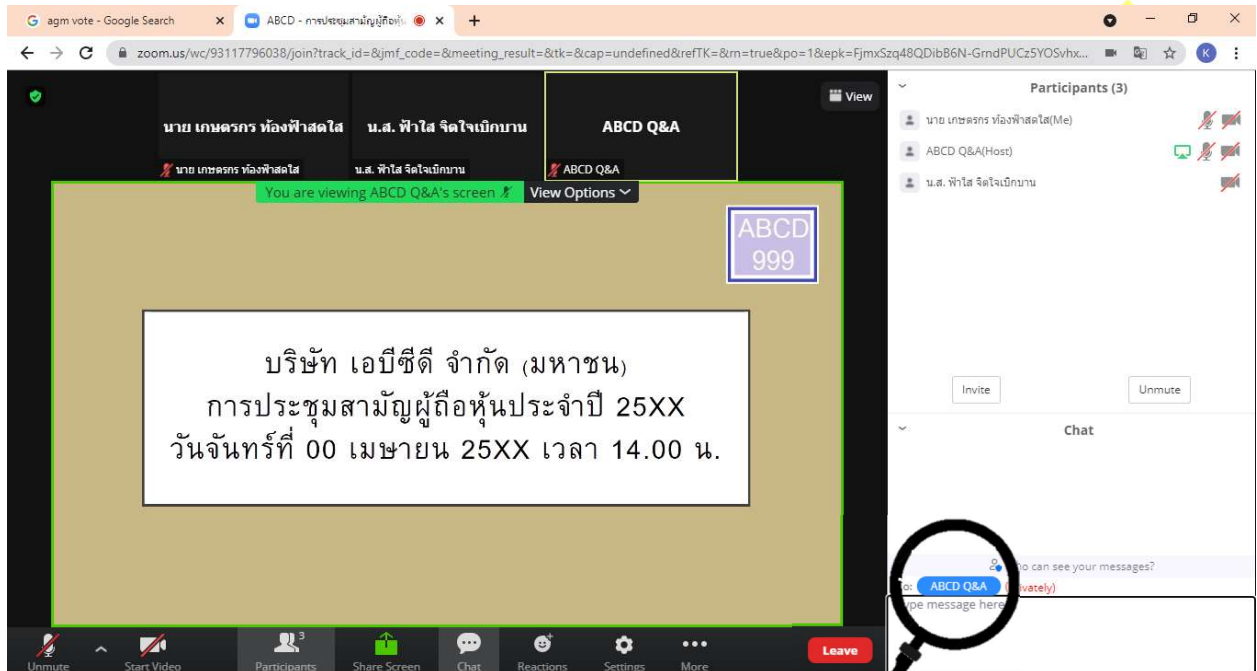 agm vote - Google Search
ABCD - การประชุมสามัญผู้ถือหุ้น
zoom.us/wc/93117796038/join?track_id=&jmf_code=&meeting_result=&tk=&cap=undefined&refTK=&rn=true&po=1&epk=FjmxSzq48QDibB6N-GrndPUCz5YOSvhx...
K
View
นาย เกษตรกร ท้องฟ้าสดใส
น.ส. ฟ้าใส จิตใจเบิกบาน
ABCD Q&A
นาย เกษตรกร ท้องฟ้าสดใส
น.ส. ฟ้าใส จิตใจเบิกบาน
ABCD Q&A
You are viewing ABCD Q&A's screen
View Options
ABCD
999
บริษัท เอบีซีดี จำกัด (มหาชน)
การประชุมสามัญผู้ถือหุ้นประจำปี 25XX
วันจันทร์ที่ 00 เมษายน 25XX เวลา 14.00 น.
Participants (3)
นาย เกษตรกร ท้องฟ้าสดใส(Me)
ABCD Q&A(Host)
น.ส. ฟ้าใส จิตใจเบิกบาน
Invite
Unmute
Chat
can see your messages?
ABCD Q&A
message here
Unmute
Start Video
Participants
3
Share Screen
Chat
Reactions
Settings
More
Leave